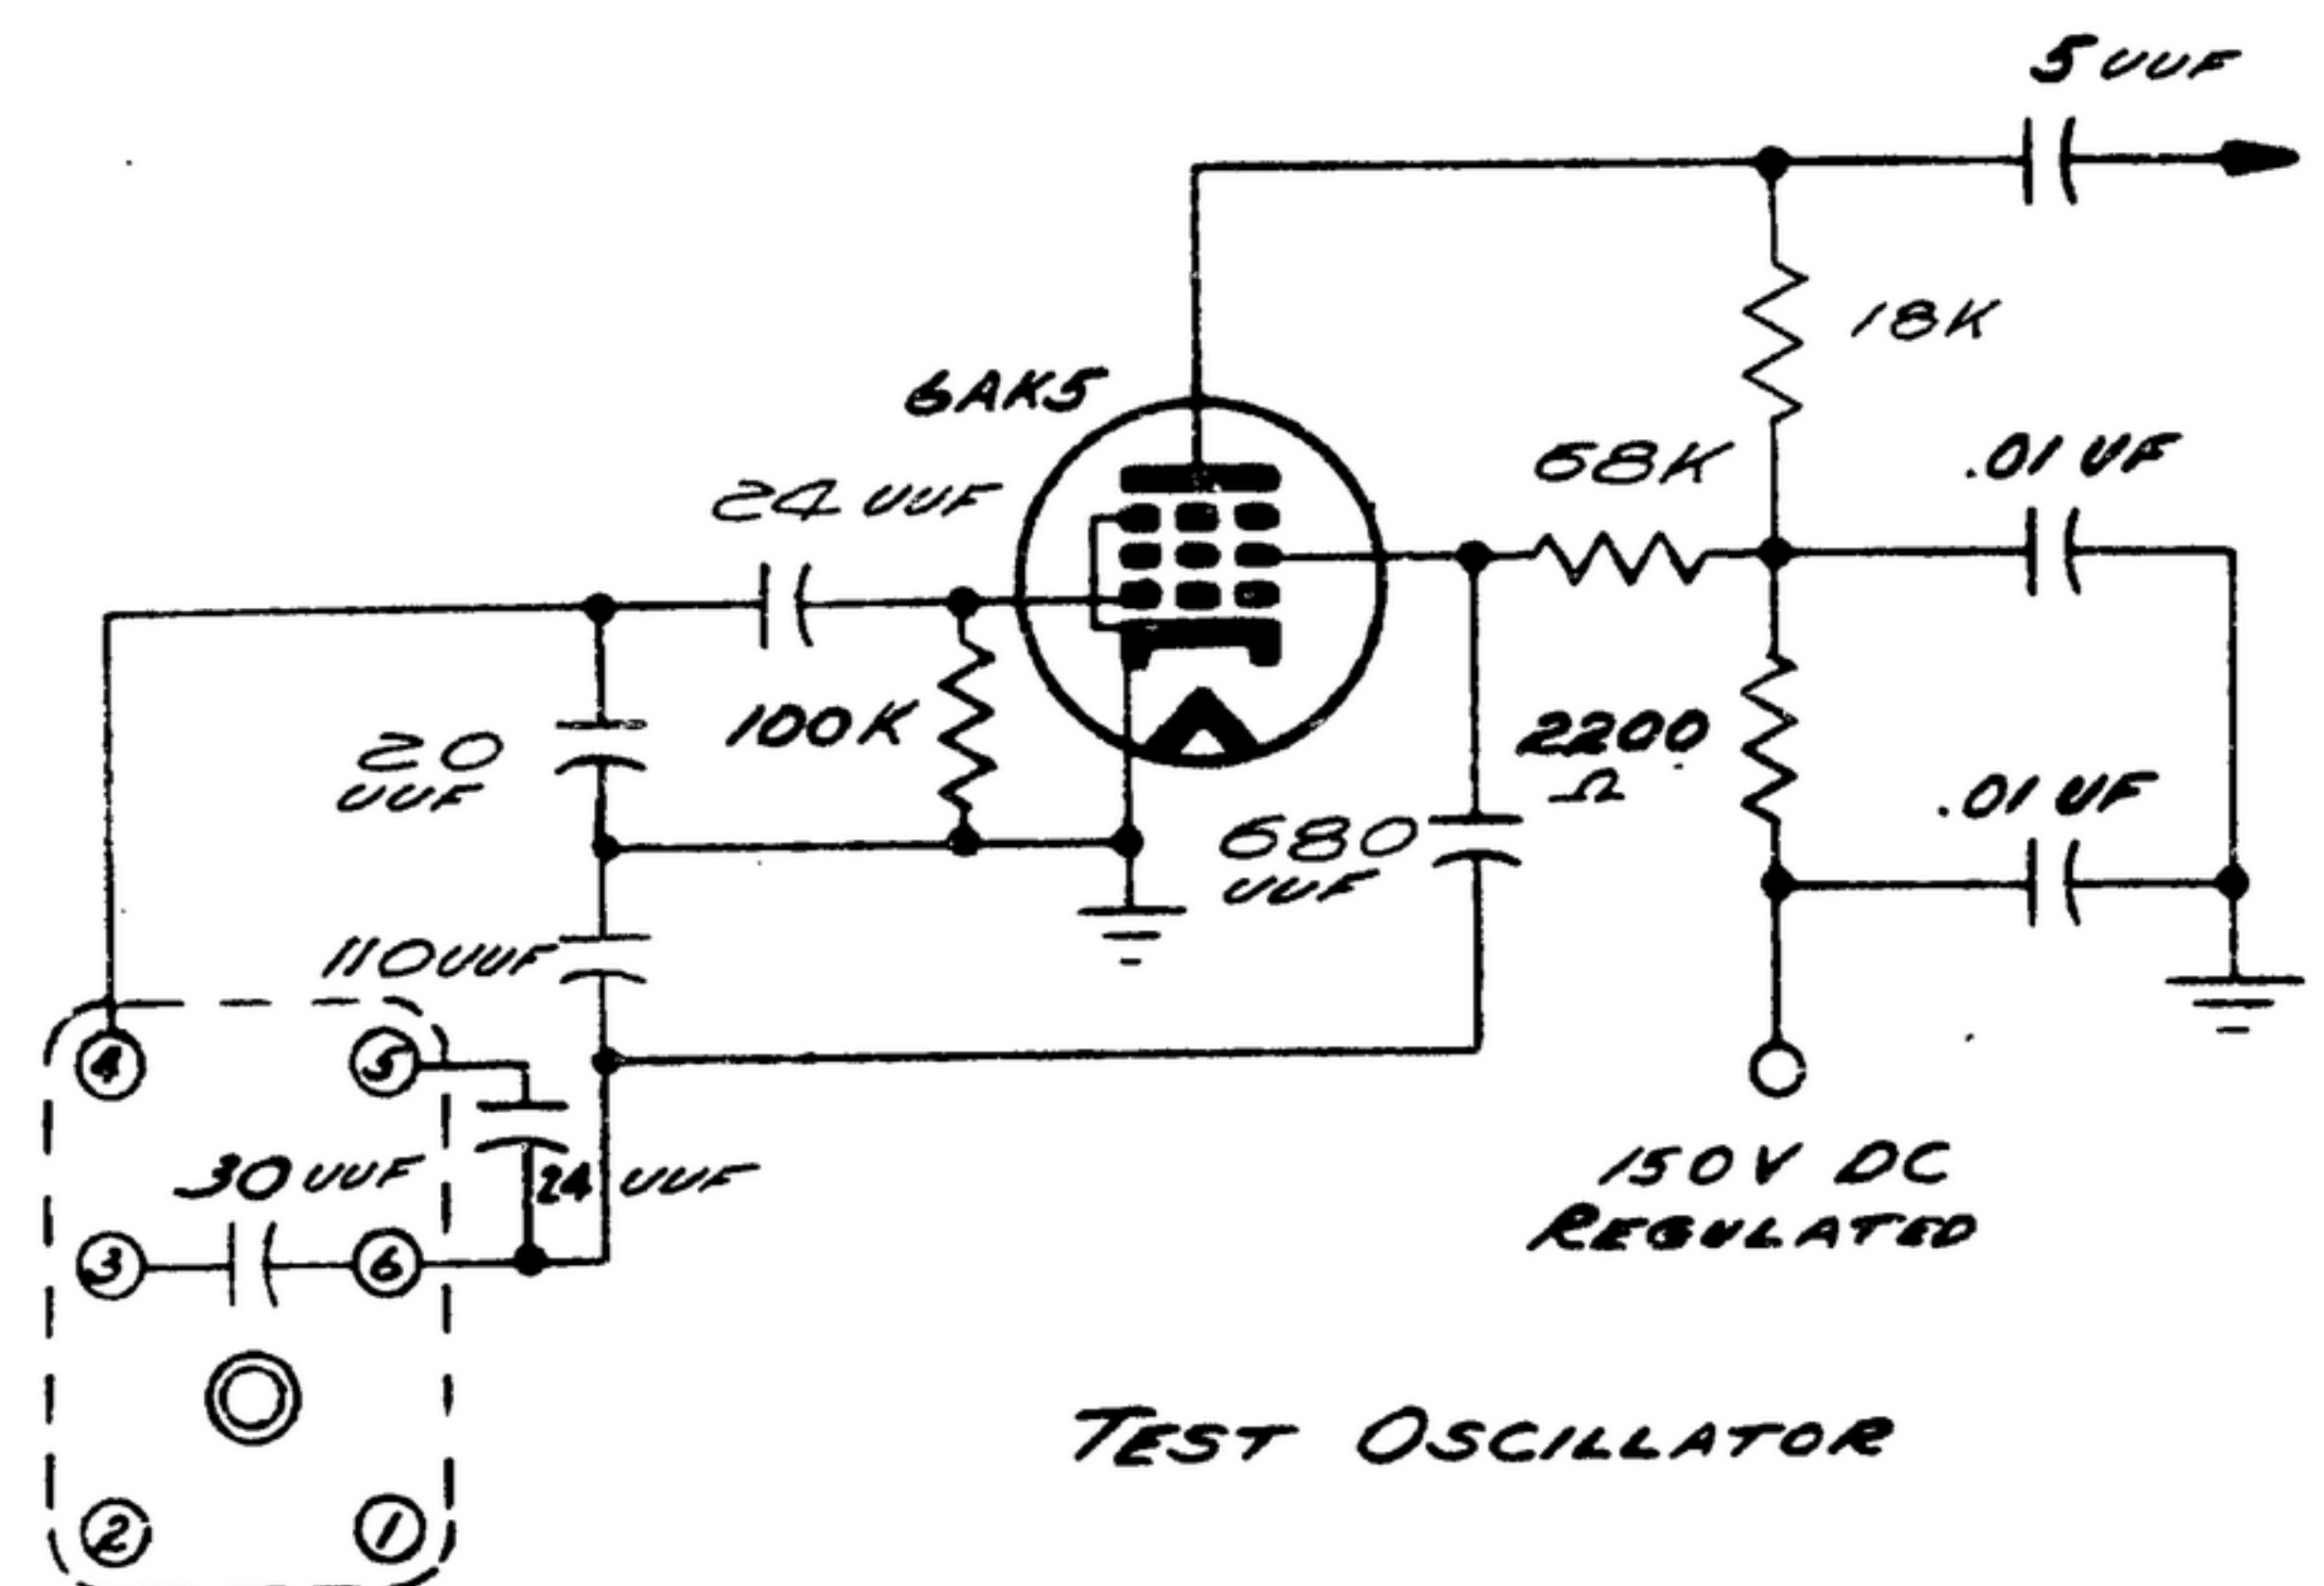 5 UUF
18K
6AK5
68K
.01 UF
24 UUF
100K
2200
Ω
20
UUF
680
UUF
.01 UF
110UUF
4
5
30 UUF
24 UUF
150V DC
REGULATED
3
6
TEST OSCILLATOR
2
1